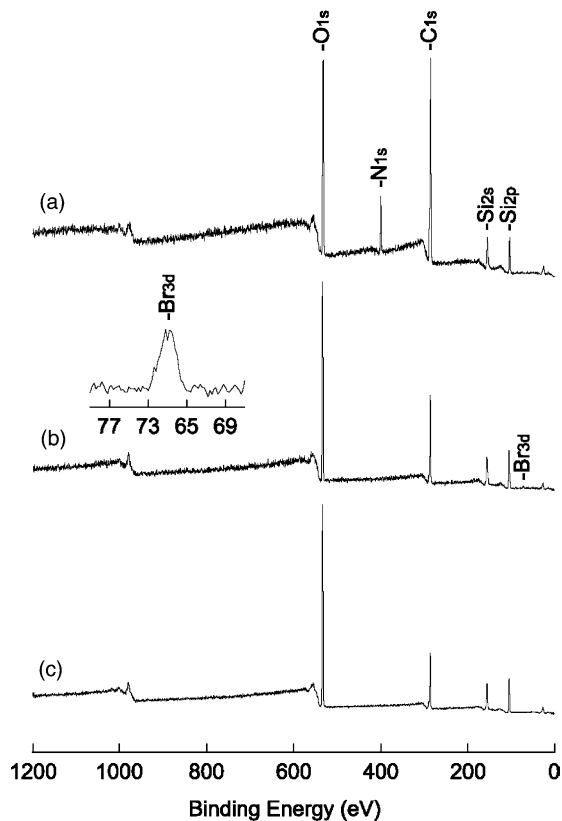 -O1s
-C1s
-N1s
-Si2s
-Si2p
(a)
-Br3d
77 73 65 69
(b)
-Br3d
(c)
1200 1000 800 600 400 200 0
Binding Energy (eV)